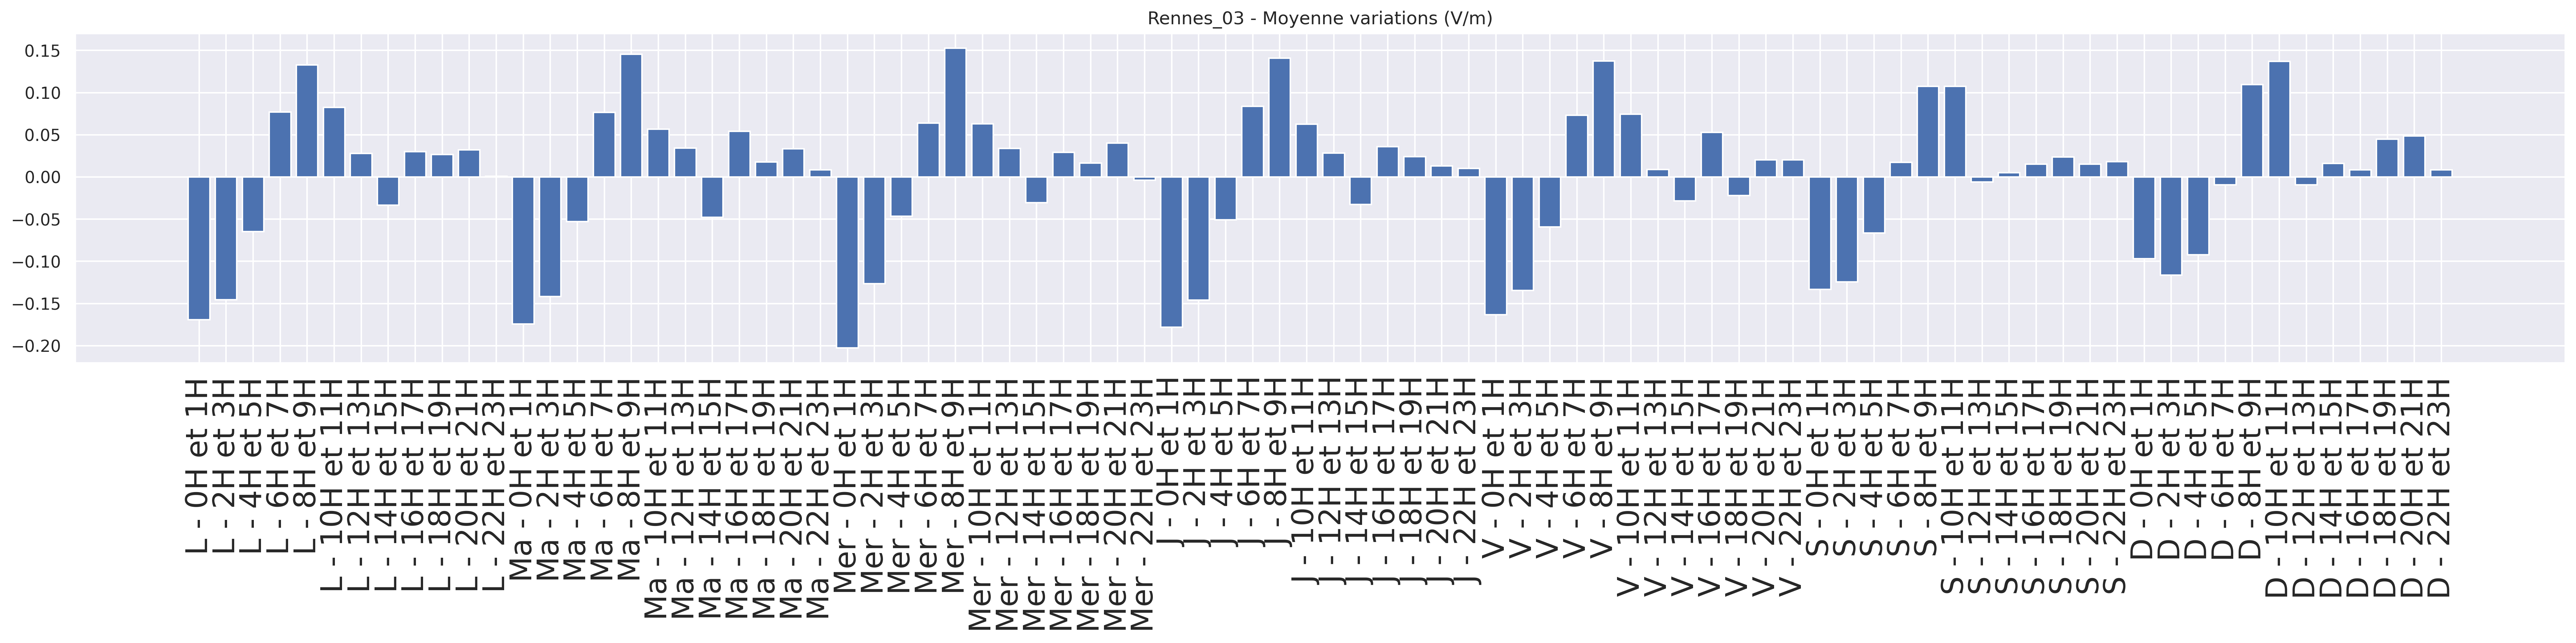 Rennes_03 - Moyenne variations (V/m)
0.15
0.10
0.05
0.00
−0.05
−0.10
−0.15
−0.20
L - 0H et 1H
L - 2H et 3H
L - 4H et 5H
L - 6H et 7H
L - 8H et 9H
L - 10H et 11H
L - 12H et 13H
L - 14H et 15H
L - 16H et 17H
L - 18H et 19H
L - 20H et 21H
L - 22H et 23H
Ma - 0H et 1H
Ma - 2H et 3H
Ma - 4H et 5H
Ma - 6H et 7H
Ma - 8H et 9H
Ma - 10H et 11H
Ma - 12H et 13H
Ma - 14H et 15H
Ma - 16H et 17H
Ma - 18H et 19H
Ma - 20H et 21H
Ma - 22H et 23H
Mer - 0H et 1H
Mer - 2H et 3H
Mer - 4H et 5H
Mer - 6H et 7H
Mer - 8H et 9H
Mer - 10H et 11H
Mer - 12H et 13H
Mer - 14H et 15H
Mer - 16H et 17H
Mer - 18H et 19H
Mer - 20H et 21H
Mer - 22H et 23H
J - 0H et 1H
J - 2H et 3H
J - 4H et 5H
J - 6H et 7H
J - 8H et 9H
J - 10H et 11H
J - 12H et 13H
J - 14H et 15H
J - 16H et 17H
J - 18H et 19H
J - 20H et 21H
J - 22H et 23H
V - 0H et 1H
V - 2H et 3H
V - 4H et 5H
V - 6H et 7H
V - 8H et 9H
V - 10H et 11H
V - 12H et 13H
V - 14H et 15H
V - 16H et 17H
V - 18H et 19H
V - 20H et 21H
V - 22H et 23H
S - 0H et 1H
S - 2H et 3H
S - 4H et 5H
S - 6H et 7H
S - 8H et 9H
S - 10H et 11H
S - 12H et 13H
S - 14H et 15H
S - 16H et 17H
S - 18H et 19H
S - 20H et 21H
S - 22H et 23H
D - 0H et 1H
D - 2H et 3H
D - 4H et 5H
D - 6H et 7H
D - 8H et 9H
D - 10H et 11H
D - 12H et 13H
D - 14H et 15H
D - 16H et 17H
D - 18H et 19H
D - 20H et 21H
D - 22H et 23H